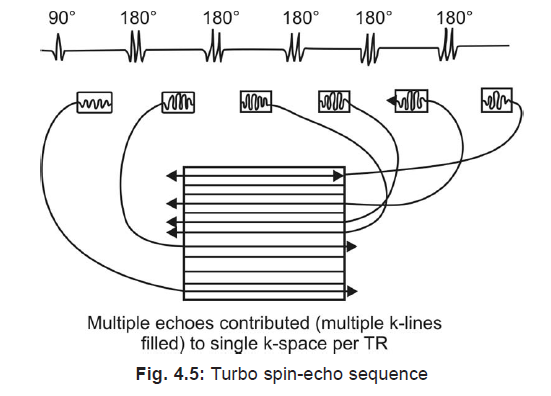 90° 180° 180° 180° 180° 180°
Multiple echoes contributed (multiple k-lines
filled) to single k-space per TR
Fig. 4.5: Turbo spin-echo sequence